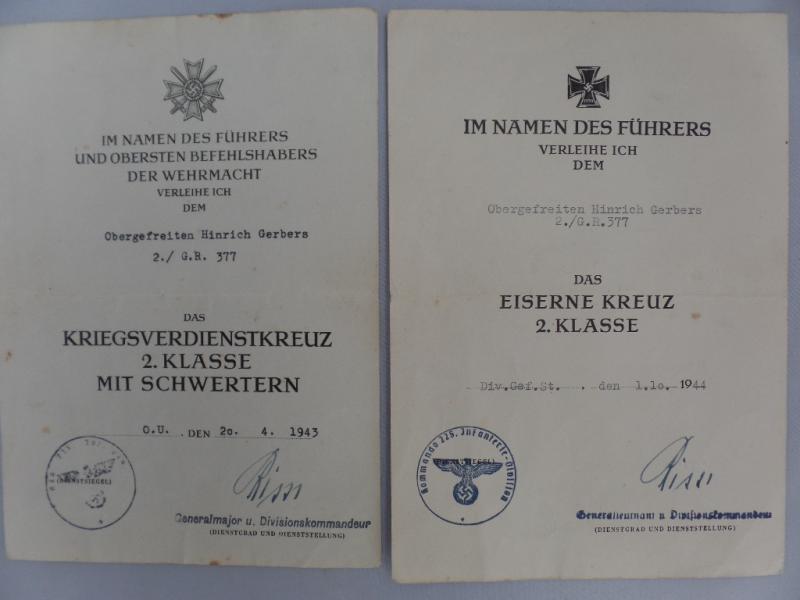 IM NAMEN DES FÜHRERS
UND OBERSTEN BEFEHLSHABERS
DER WEHRMACHT
VERLEIHE ICH
DEM
Obergefreiten Hinrich Gerbers
2./ G.R. 377
DAS
KRIEGSVERDIENSTKREUZ
2. KLASSE
MIT SCHWERTERN
O.U. , DEN 20. 4. 1943
(DIENSTSIEGEL)
Generalmajor u. Divisionskommandeur
(DIENSTGRAD UND DIENSTSTELLUNG)
IM NAMEN DES FÜHRERS
VERLEIHE ICH
DEM
Obergefreiten Hinrich Gerbers
2./G.R.377
DAS
EISERNE KREUZ
2. KLASSE
Div.Gef.St. , den 1.10. 1944
Kommando 225. Infanterie-Division
Generalleutnant u Divisionskommandeur
(DIENSTGRAD UND DIENSTSTELLUNG)